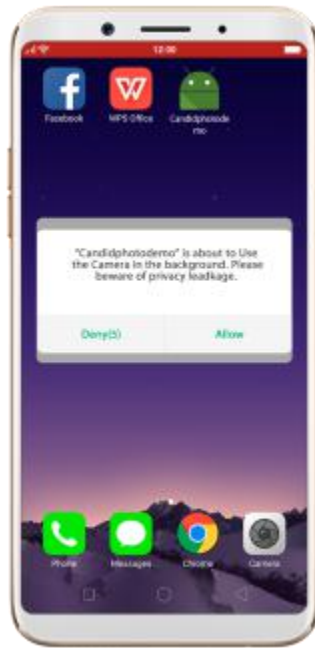 12:00
Facebook
WPS Office
Candidphotode
mo
"Candidphotodemo" is about to Use
the Camera in the background. Please
beware of privacy leadkage.
Deny(5) Allow
Phone Messages Chrome Camera